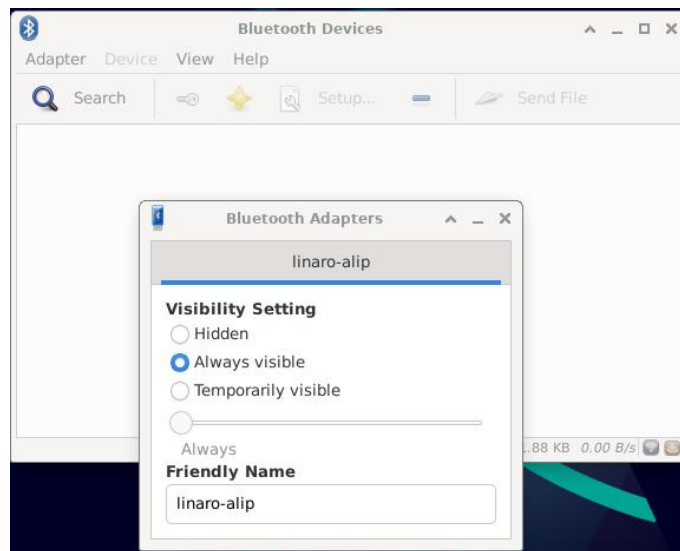 Bluetooth Devices
Adapter Device View Help
Search Setup... Send File
Bluetooth Adapters
linaro-alip
Visibility Setting
Hidden
Always visible
Temporarily visible
Always
.88 KB 0.00 B/s
Friendly Name
linaro-alip